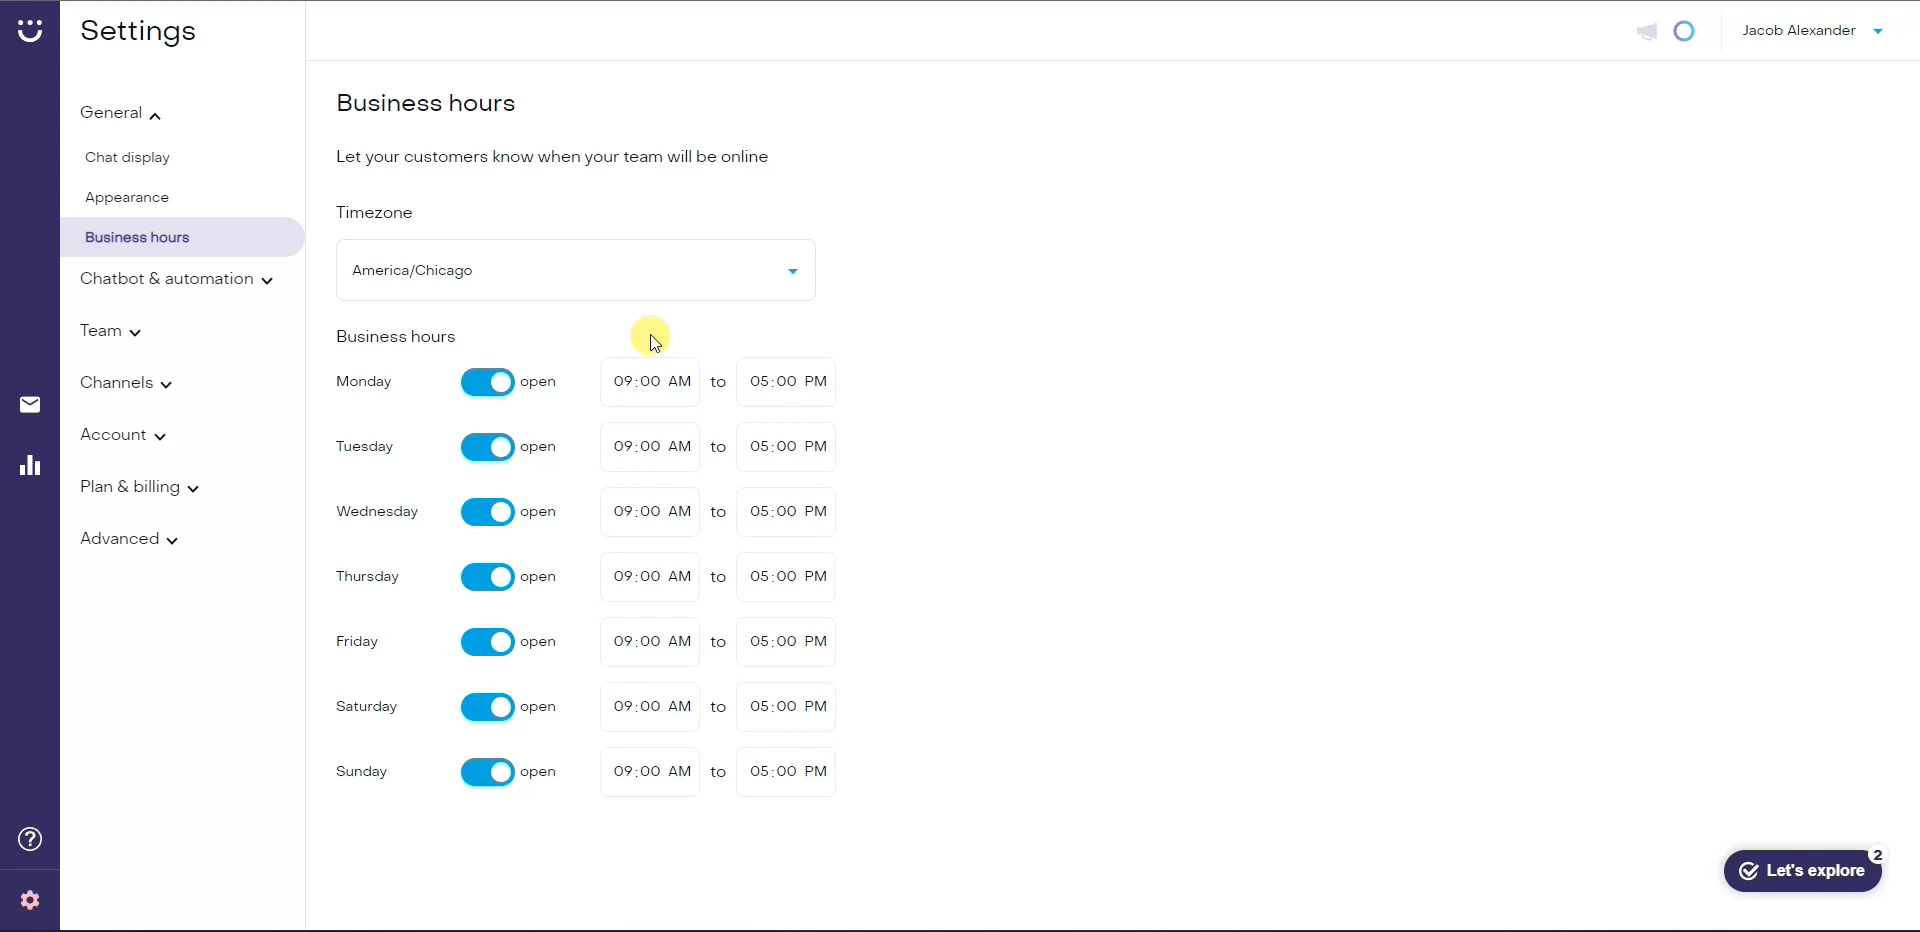 Settings
Jacob Alexander
General
Chat display
Appearance
Business hours
Chatbot & automation
Team
Channels
Account
Plan & billing
Advanced
Business hours
Let your customers know when your team will be online
Timezone
America/Chicago
Business hours
Monday open 09:00 AM to 05:00 PM
Tuesday open 09:00 AM to 05:00 PM
Wednesday open 09:00 AM to 05:00 PM
Thursday open 09:00 AM to 05:00 PM
Friday open 09:00 AM to 05:00 PM
Saturday open 09:00 AM to 05:00 PM
Sunday open 09:00 AM to 05:00 PM
2
Let's explore